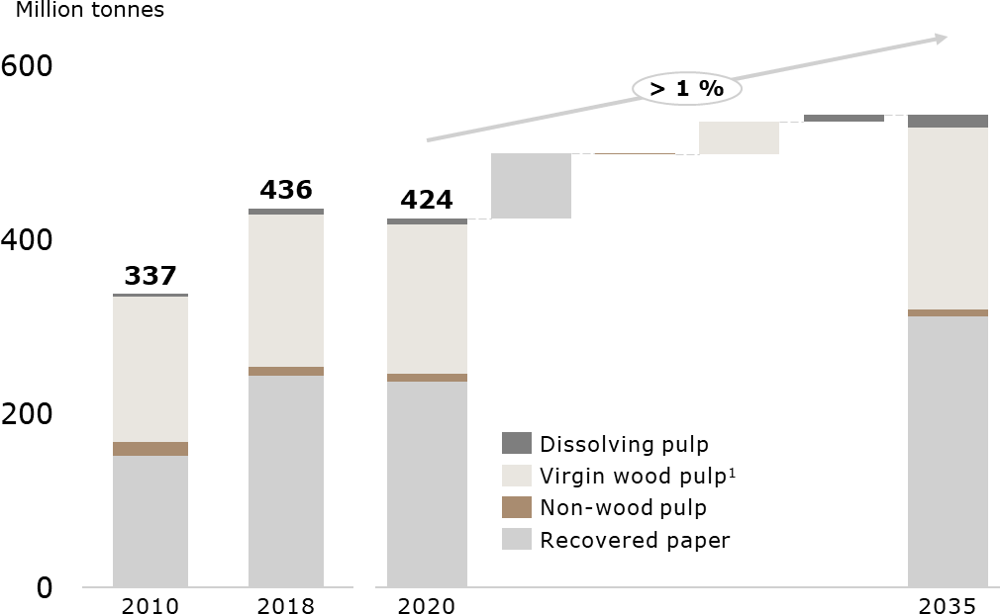 Million tonnes
600
> 1 %
436
424
400
337
200
Dissolving pulp
Virgin wood pulp¹
Non-wood pulp
Recovered paper
0
2010 2018 2020 2035